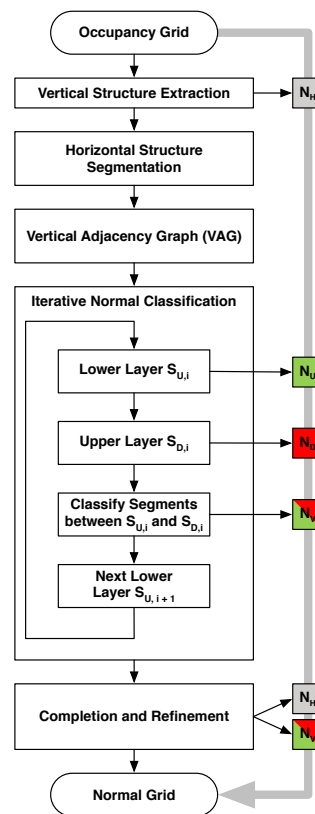 Occupancy Grid
Vertical Structure Extraction
N_H
Horizontal Structure
Segmentation
Vertical Adjacency Graph (VAG)
Iterative Normal Classification
Lower Layer S_U,i
N_U
Upper Layer S_D,i
N_D
Classify Segments
between S_U,i and S_D,i
N_V
Next Lower
Layer S_U, i + 1
Completion and Refinement
N_H
N_V
Normal Grid